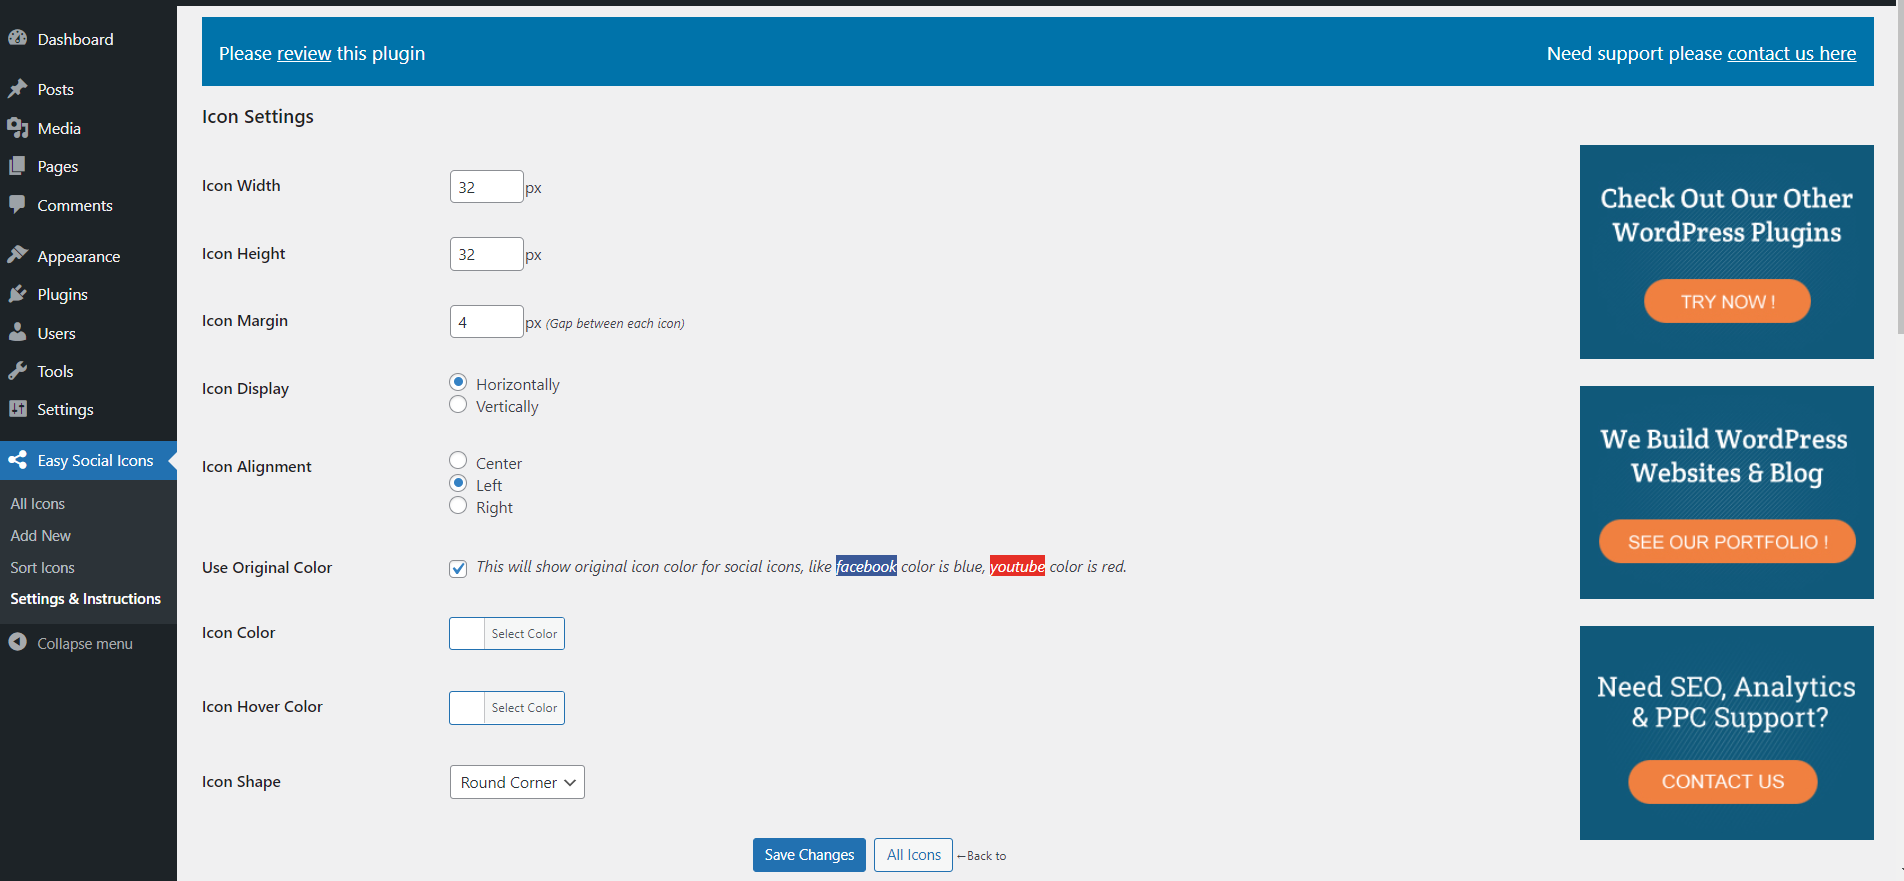 Dashboard
Posts
Media
Pages
Comments
Appearance
Plugins
Users
Tools
Settings
Easy Social Icons
All Icons
Add New
Sort Icons
Settings & Instructions
Collapse menu
Please review this plugin
Need support please contact us here
Icon Settings
Icon Width
32 px
Icon Height
32 px
Icon Margin
4 px (Gap between each icon)
Icon Display
Horizontally
Vertically
Icon Alignment
Center
Left
Right
Use Original Color
This will show original icon color for social icons, like facebook color is blue, youtube color is red.
Icon Color
Select Color
Icon Hover Color
Select Color
Icon Shape
Round Corner
Save Changes
All Icons
←Back to
Check Out Our Other
WordPress Plugins
TRY NOW !
We Build WordPress
Websites & Blog
SEE OUR PORTFOLIO !
Need SEO, Analytics
& PPC Support?
CONTACT US